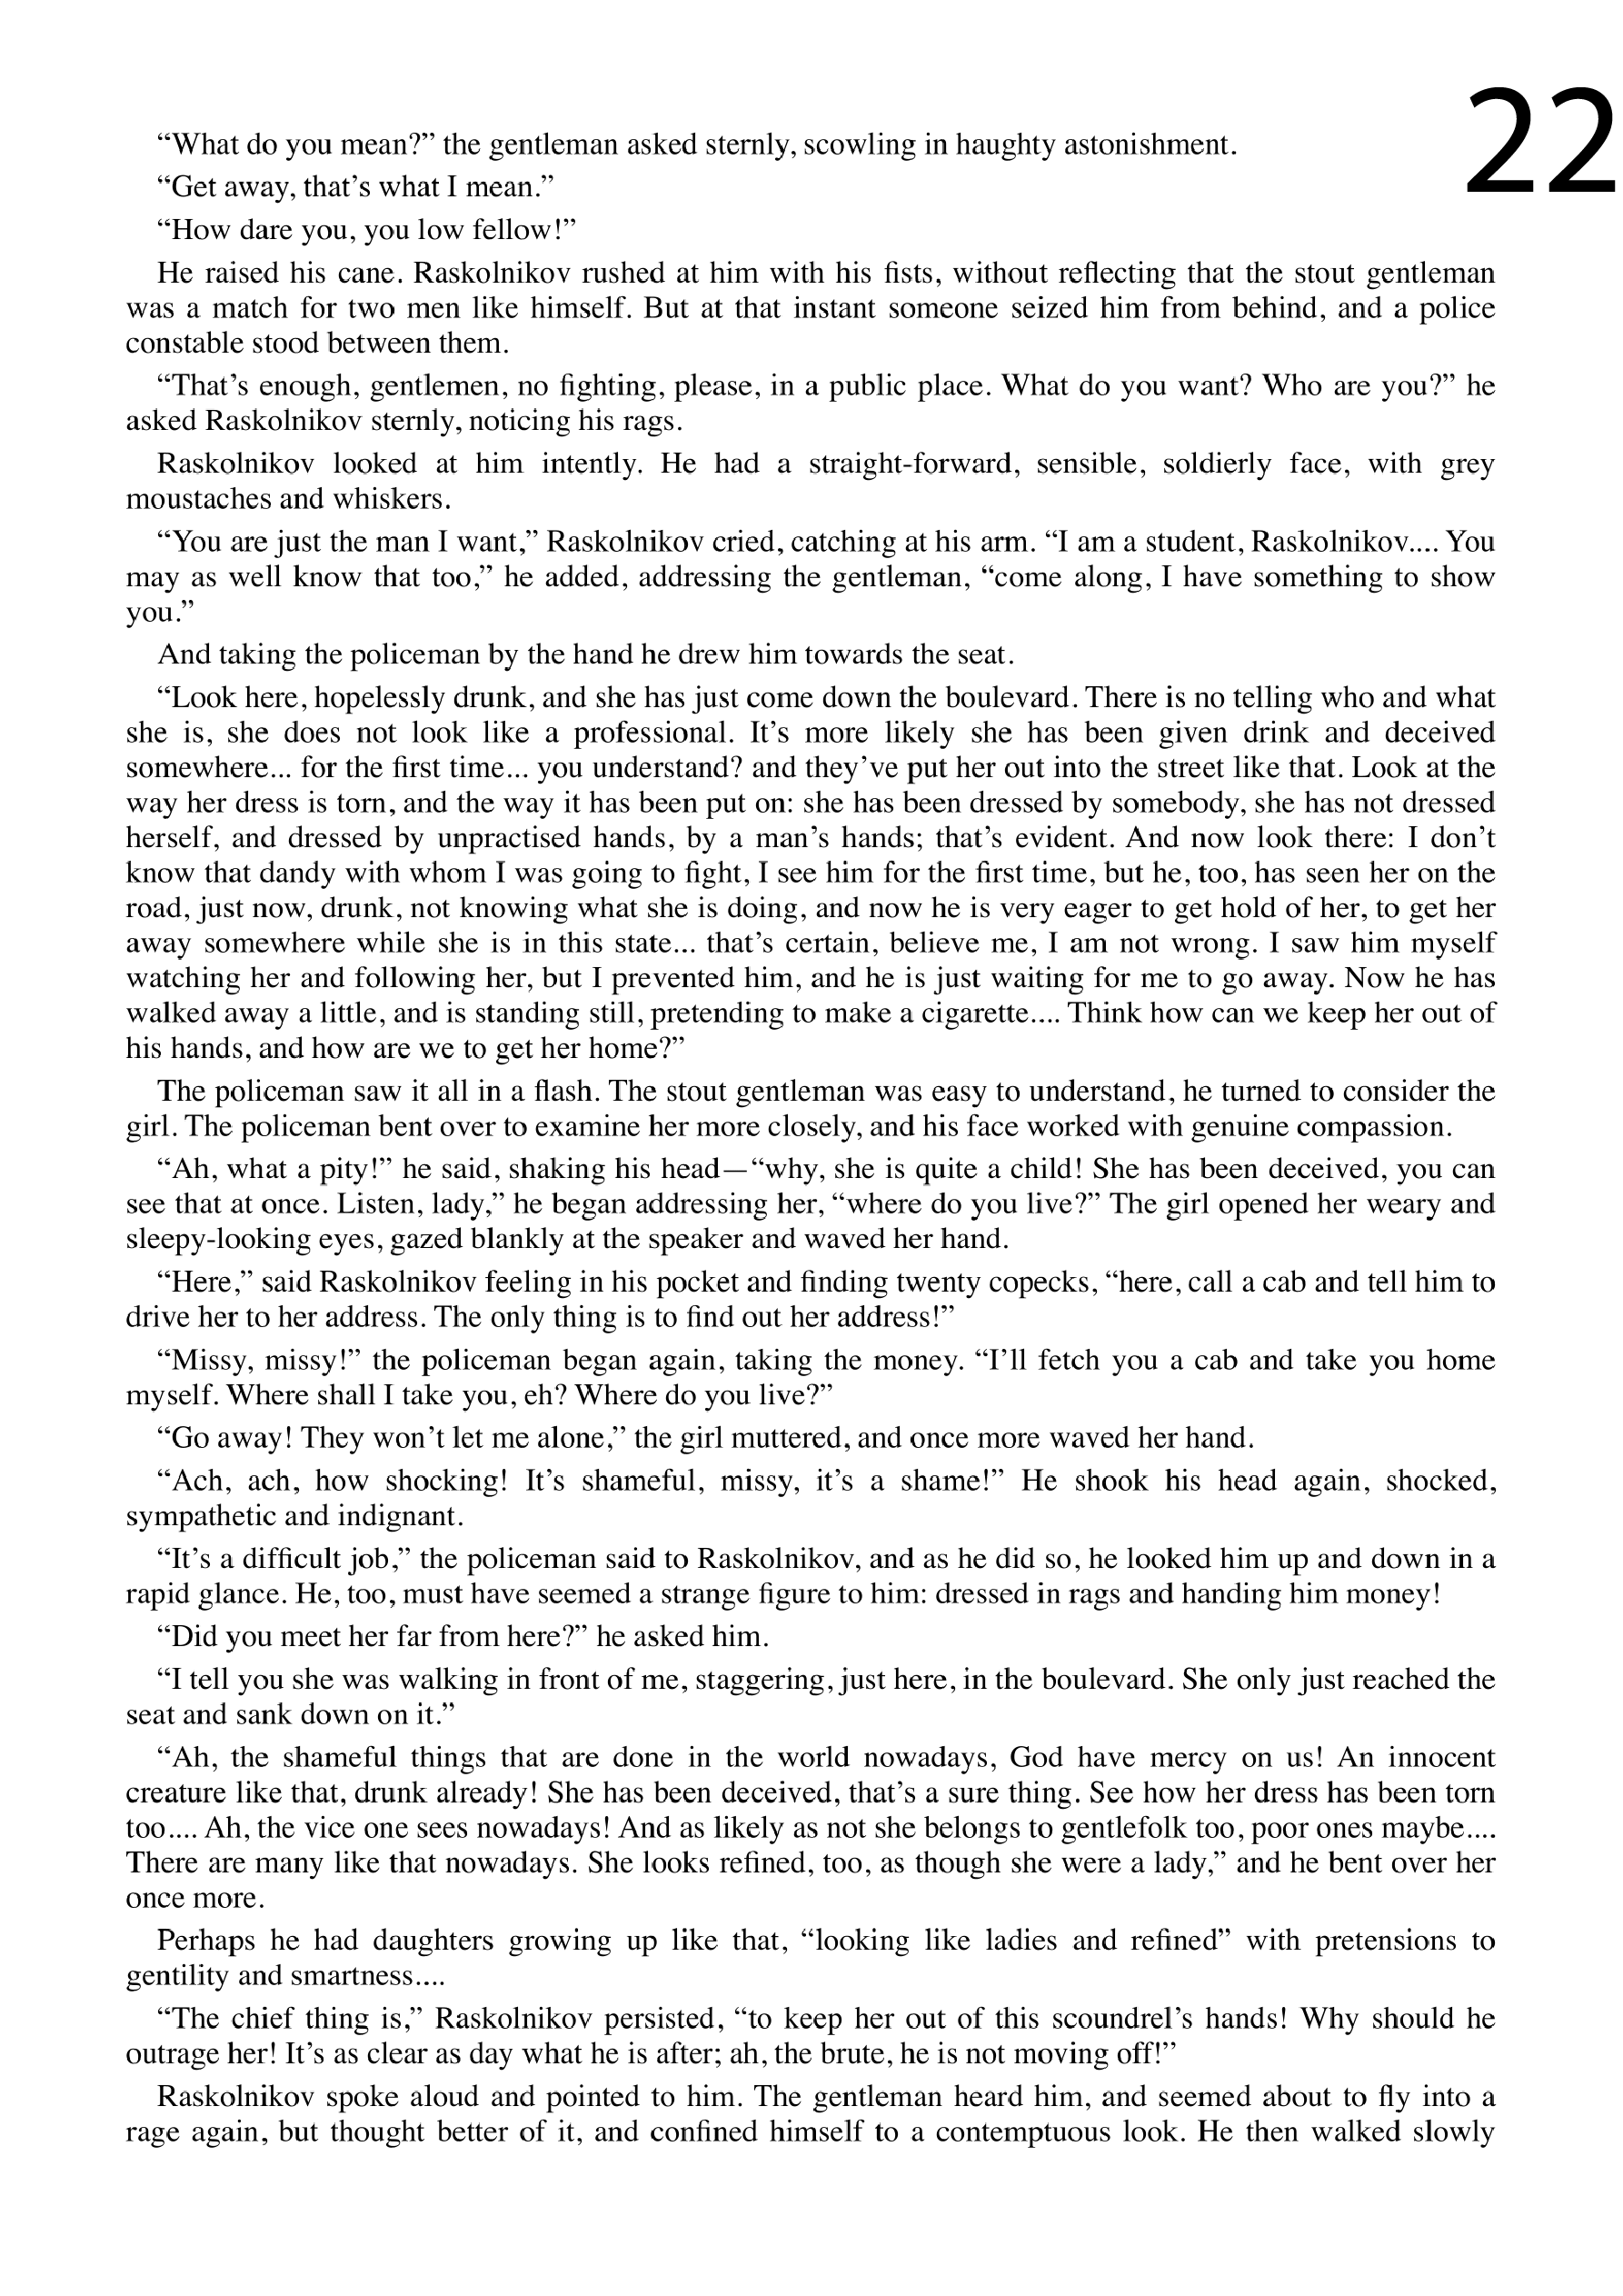 22
“What do you mean?” the gentleman asked sternly, scowling in haughty astonishment.
“Get away, that’s what I mean.”
“How dare you, you low fellow!”
He raised his cane. Raskolnikov rushed at him with his fists, without reflecting that the stout gentleman
was a match for two men like himself. But at that instant someone seized him from behind, and a police
constable stood between them.
“That’s enough, gentlemen, no fighting, please, in a public place. What do you want? Who are you?” he
asked Raskolnikov sternly, noticing his rags.
Raskolnikov looked at him intently. He had a straight-forward, sensible, soldierly face, with grey
moustaches and whiskers.
“You are just the man I want,” Raskolnikov cried, catching at his arm. “I am a student, Raskolnikov.... You
may as well know that too,” he added, addressing the gentleman, “come along, I have something to show
you.”
And taking the policeman by the hand he drew him towards the seat.
“Look here, hopelessly drunk, and she has just come down the boulevard. There is no telling who and what
she is, she does not look like a professional. It’s more likely she has been given drink and deceived
somewhere... for the first time... you understand? and they’ve put her out into the street like that. Look at the
way her dress is torn, and the way it has been put on: she has been dressed by somebody, she has not dressed
herself, and dressed by unpractised hands, by a man’s hands; that’s evident. And now look there: I don’t
know that dandy with whom I was going to fight, I see him for the first time, but he, too, has seen her on the
road, just now, drunk, not knowing what she is doing, and now he is very eager to get hold of her, to get her
away somewhere while she is in this state... that’s certain, believe me, I am not wrong. I saw him myself
watching her and following her, but I prevented him, and he is just waiting for me to go away. Now he has
walked away a little, and is standing still, pretending to make a cigarette.... Think how can we keep her out of
his hands, and how are we to get her home?”
The policeman saw it all in a flash. The stout gentleman was easy to understand, he turned to consider the
girl. The policeman bent over to examine her more closely, and his face worked with genuine compassion.
“Ah, what a pity!” he said, shaking his head—“why, she is quite a child! She has been deceived, you can
see that at once. Listen, lady,” he began addressing her, “where do you live?” The girl opened her weary and
sleepy-looking eyes, gazed blankly at the speaker and waved her hand.
“Here,” said Raskolnikov feeling in his pocket and finding twenty copecks, “here, call a cab and tell him to
drive her to her address. The only thing is to find out her address!”
“Missy, missy!” the policeman began again, taking the money. “I’ll fetch you a cab and take you home
myself. Where shall I take you, eh? Where do you live?”
“Go away! They won’t let me alone,” the girl muttered, and once more waved her hand.
“Ach, ach, how shocking! It’s shameful, missy, it’s a shame!” He shook his head again, shocked,
sympathetic and indignant.
“It’s a difficult job,” the policeman said to Raskolnikov, and as he did so, he looked him up and down in a
rapid glance. He, too, must have seemed a strange figure to him: dressed in rags and handing him money!
“Did you meet her far from here?” he asked him.
“I tell you she was walking in front of me, staggering, just here, in the boulevard. She only just reached the
seat and sank down on it.”
“Ah, the shameful things that are done in the world nowadays, God have mercy on us! An innocent
creature like that, drunk already! She has been deceived, that’s a sure thing. See how her dress has been torn
too.... Ah, the vice one sees nowadays! And as likely as not she belongs to gentlefolk too, poor ones maybe....
There are many like that nowadays. She looks refined, too, as though she were a lady,” and he bent over her
once more.
Perhaps he had daughters growing up like that, “looking like ladies and refined” with pretensions to
gentility and smartness....
“The chief thing is,” Raskolnikov persisted, “to keep her out of this scoundrel’s hands! Why should he
outrage her! It’s as clear as day what he is after; ah, the brute, he is not moving off!”
Raskolnikov spoke aloud and pointed to him. The gentleman heard him, and seemed about to fly into a
rage again, but thought better of it, and confined himself to a contemptuous look. He then walked slowly